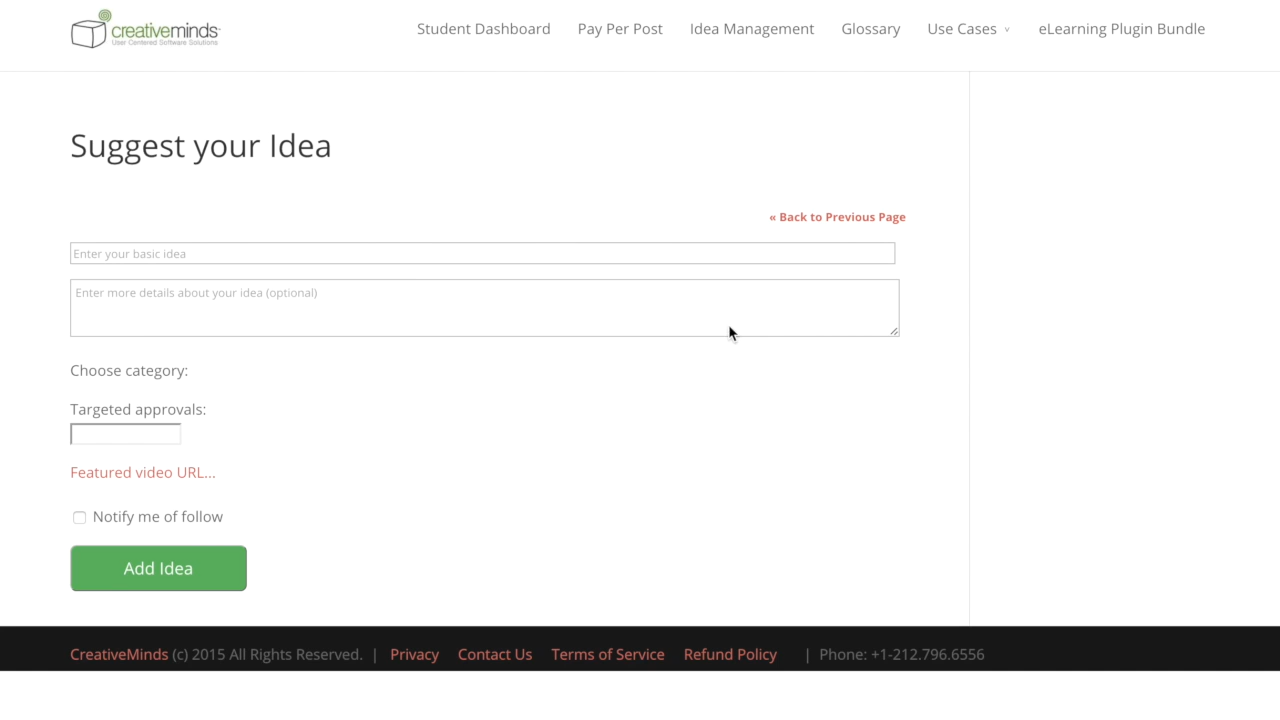 creativeminds
User Centered Software Solutions
Student Dashboard Pay Per Post Idea Management Glossary Use Cases eLearning Plugin Bundle
Suggest your Idea
« Back to Previous Page
Enter your basic idea
Enter more details about your idea (optional)
Choose category:
Targeted approvals:
Featured video URL...
Notify me of follow
Add Idea
CreativeMinds (c) 2015 All Rights Reserved. | Privacy Contact Us Terms of Service Refund Policy | Phone: +1-212.796.6556